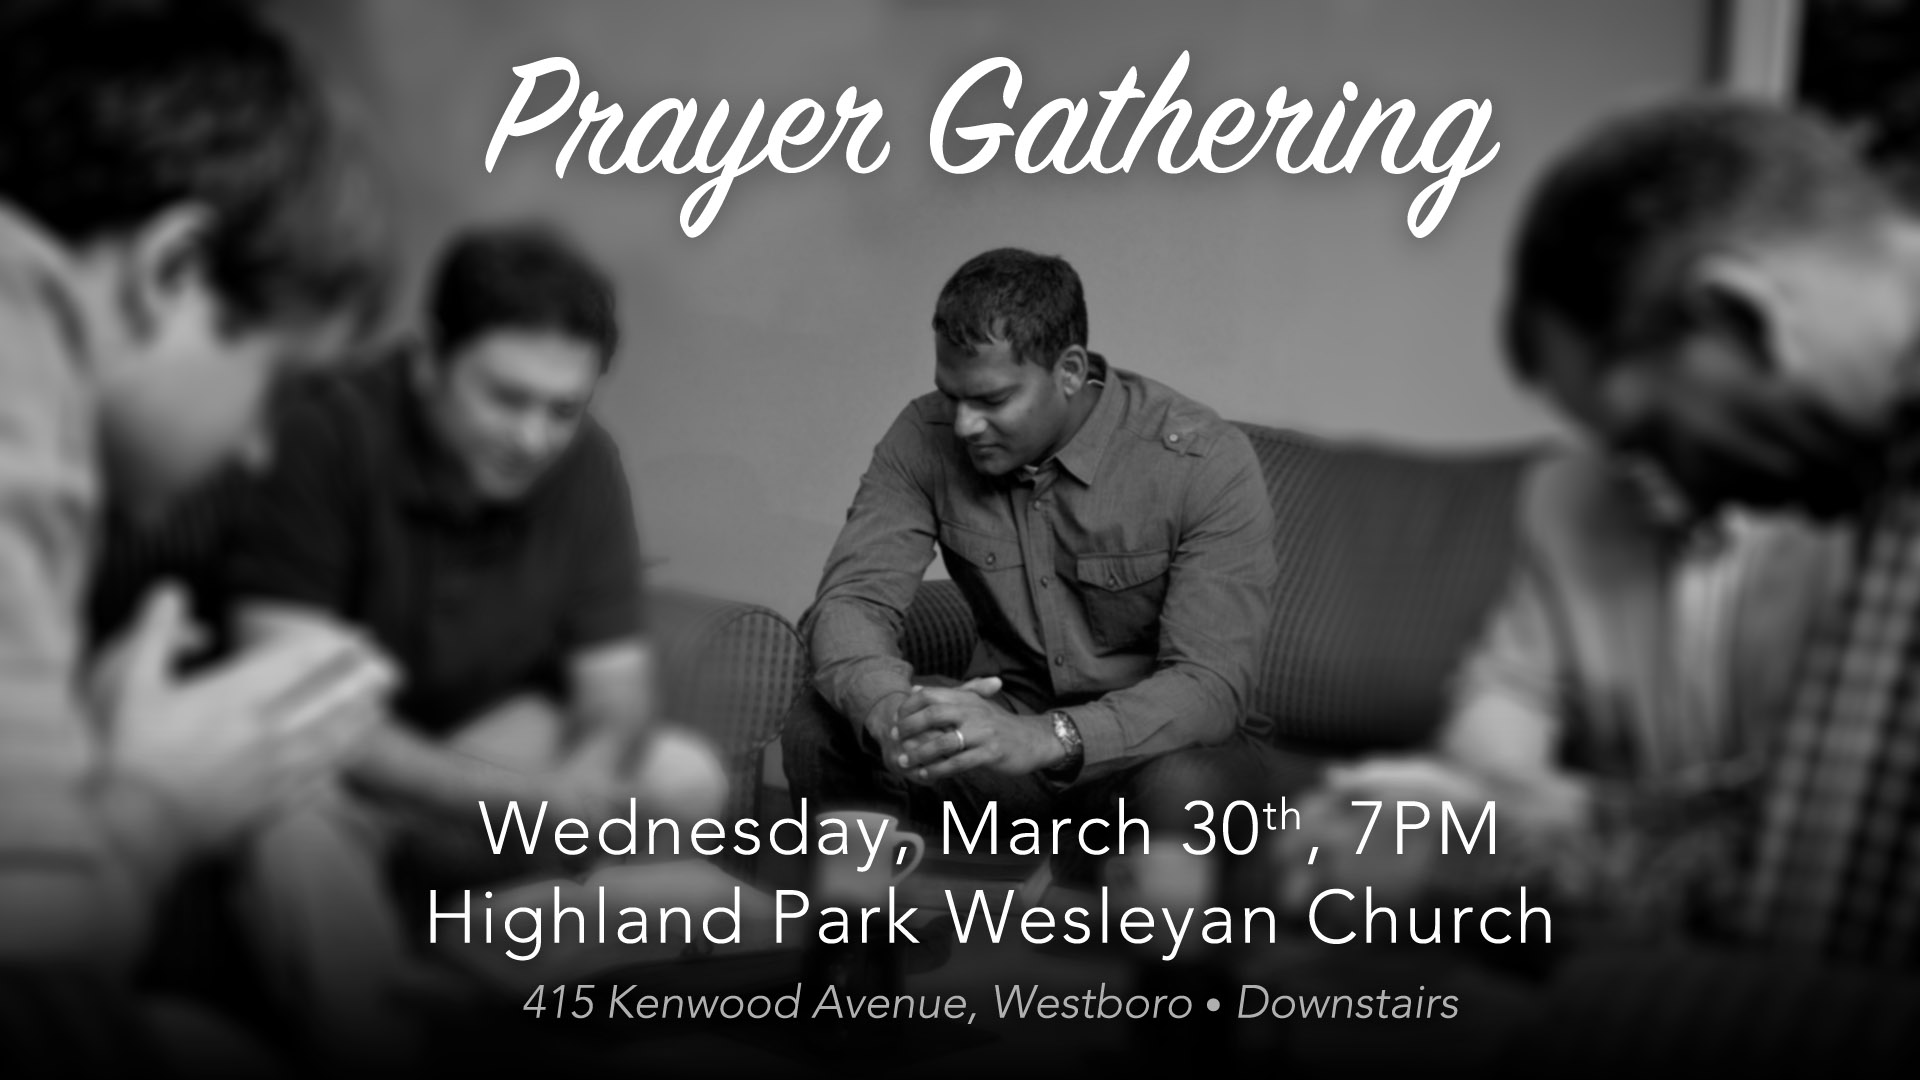 Prayer Gathering
Wednesday, March 30th, 7PM
Highland Park Wesleyan Church
415 Kenwood Avenue, Westboro • Downstairs